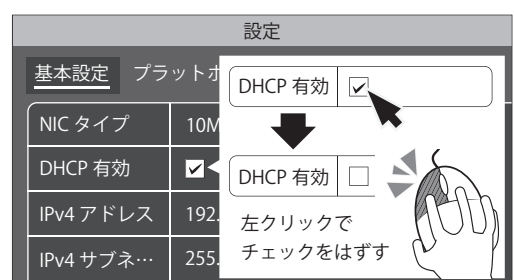 設定
基本設定 プラットホ
NIC タイプ 10M
DHCP 有効
IPv4 アドレス 192.
IPv4 サブネ… 255.
DHCP 有効
DHCP 有効
左クリックで
チェックをはずす